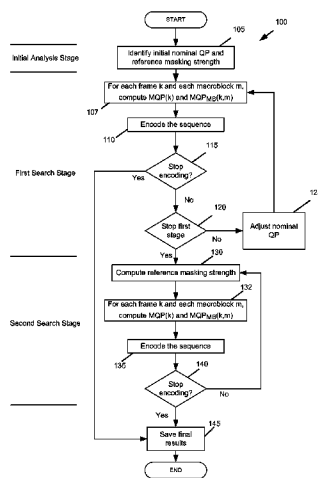 START
100
105
Initial Analysis Stage
Identify initial nominal QP
and reference masking strength
For each frame k and each macroblock m,
compute MQP(k) and MQPMB(k,m)
107
Encode the sequence
110
115
Stop
encoding?
Yes
No
First Search Stage
120
Stop first
stage
No
12
Adjust nominal
QP
Yes
130
Compute reference masking strength
132
For each frame k and each macroblock m,
compute MQP(k) and MQPMB(k,m)
Second Search Stage
Encode the sequence
135
140
Stop
encoding?
No
Yes
145
Save final
results
END